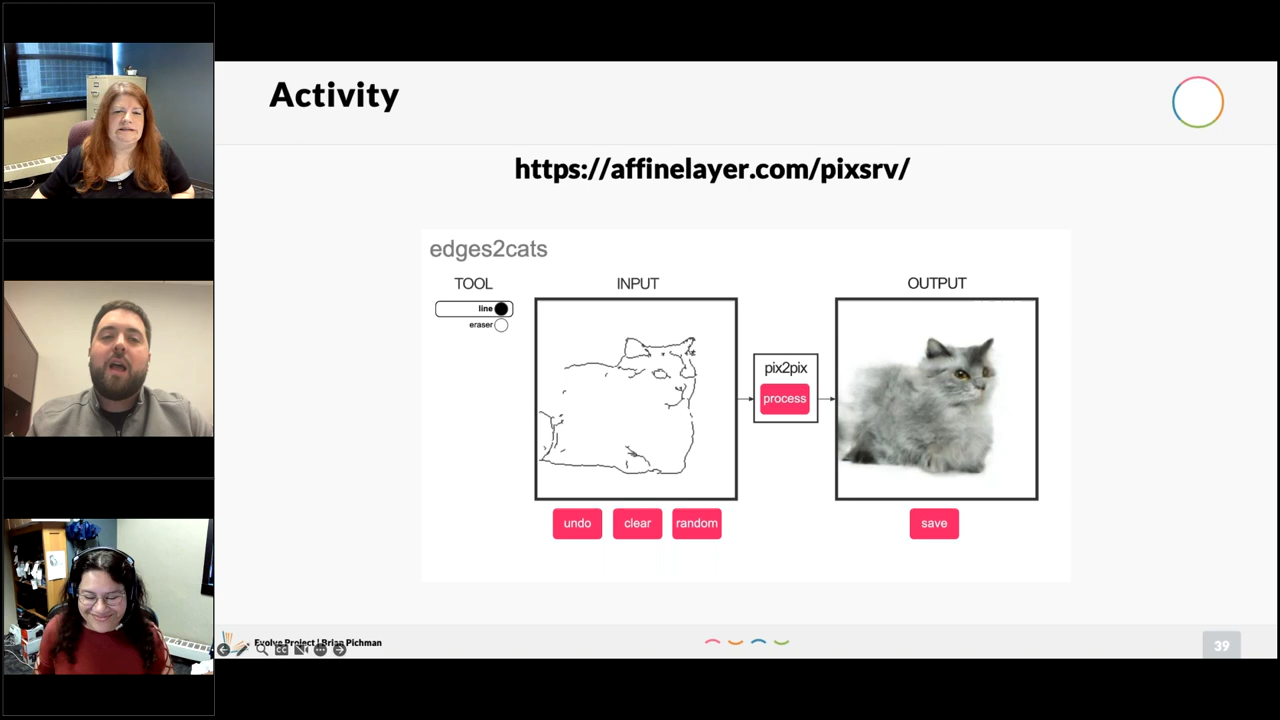 Activity
https://affinelayer.com/pixsrv/
edges2cats
TOOL
INPUT
OUTPUT
line
eraser
pix2pix
process
undo
clear
random
save
Evolve Project | Brian Pichman
39